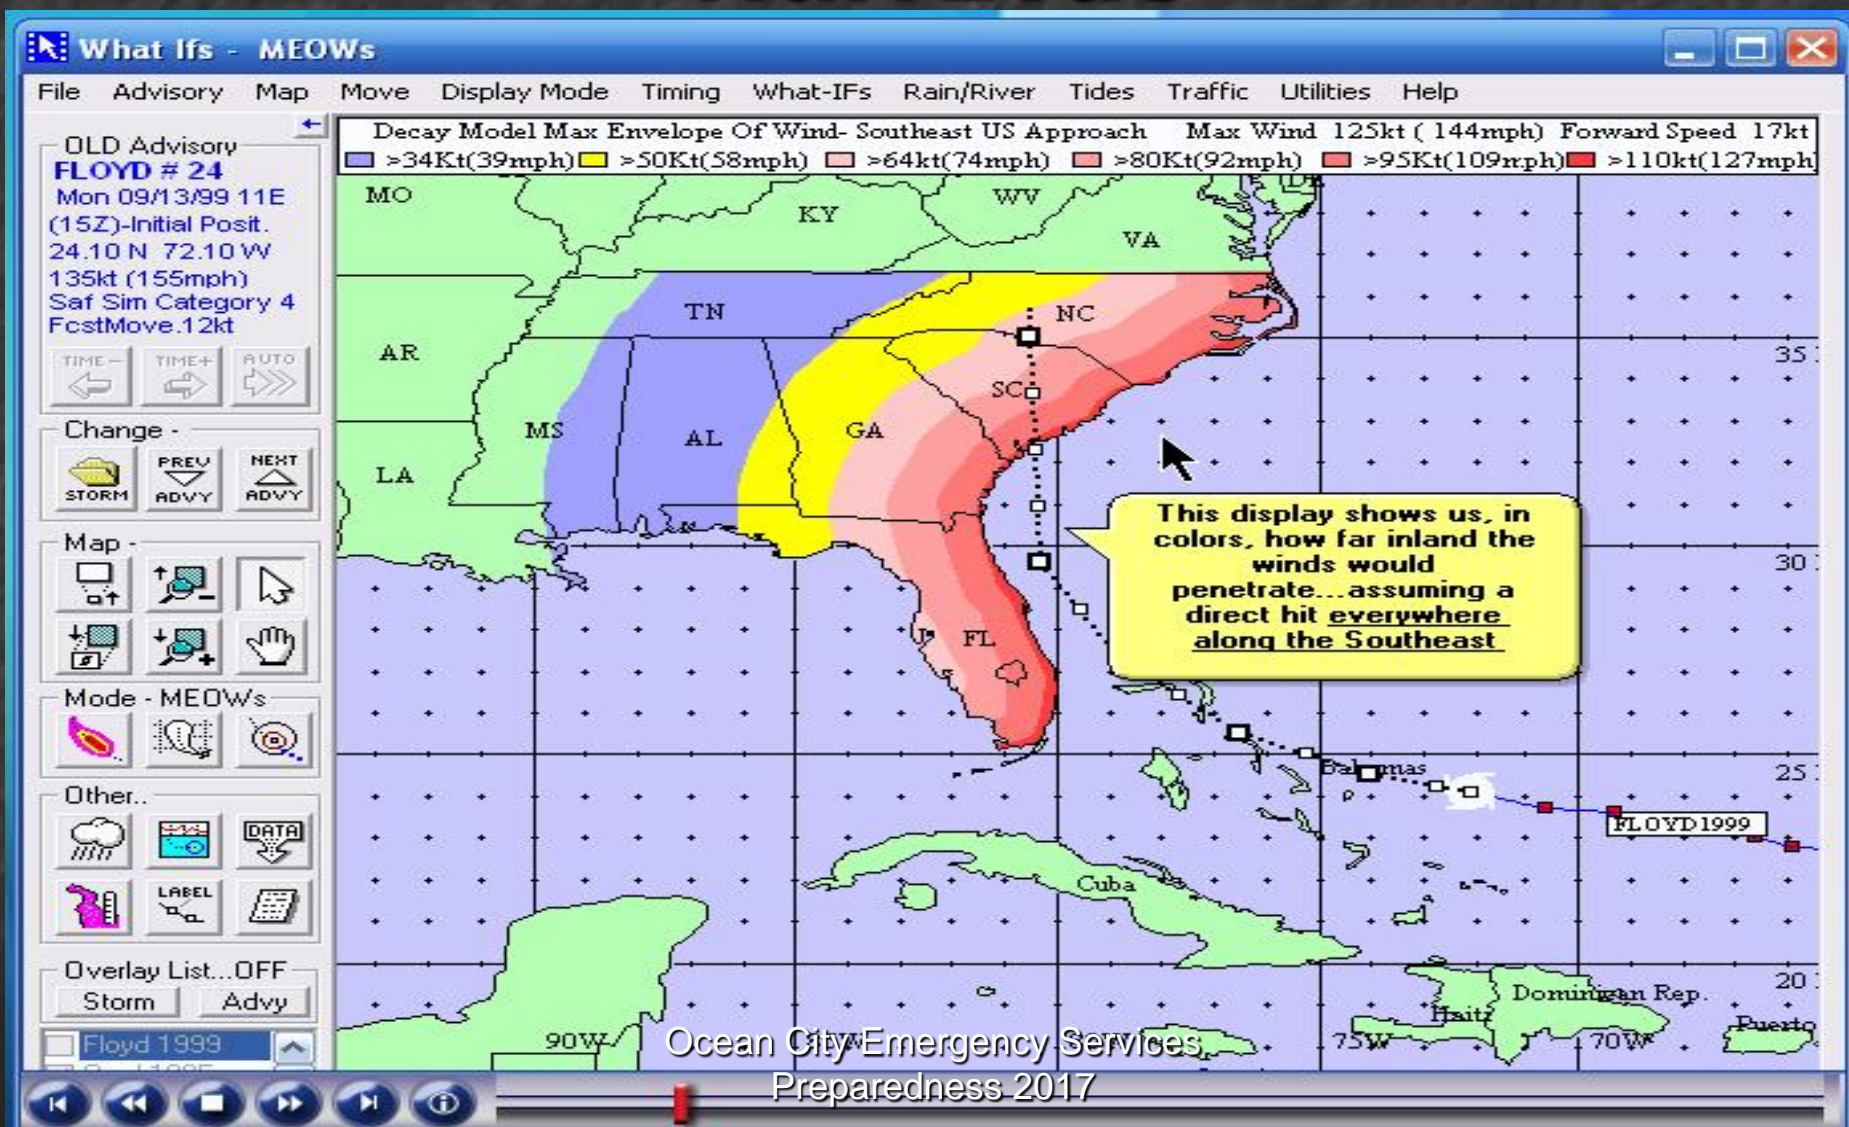 What Ifs - MEOWs
File Advisory Map Move Display Mode Timing What-IFs Rain/River Tides Traffic Utilities Help
OLD Advisory
FLOYD # 24
Mon 09/13/99 11E
(15Z)-Initial Posit.
24.10 N 72.10 W
135kt (155mph)
Saf Sim Category 4
FcstMove.12kt
TIME- TIME+ AUTO
Change -
STORM PREV ADVY NEXT ADVY
Map -
Mode - MEOWs
Other..
DATA
LABEL
Overlay List...OFF
Storm Advy
Floyd 1999
Decay Model Max Envelope Of Wind- Southeast US Approach Max Wind 125kt ( 144mph) Forward Speed 17kt
>34Kt(39mph) >50Kt(58mph) >64kt(74mph) >80Kt(92mph) >95Kt(109mph) >110kt(127mph
MO
KY
WV
VA
TN
NC
AR
SC
MS
AL
GA
LA
FL
35
30
25
20
This display shows us, in
colors, how far inland the
winds would
penetrate...assuming a
direct hit everywhere
along the Southeast
Bahamas
FLOYD1999
Cuba
Dominican Rep.
Haiti
Puerto
90W
75W
70W
Ocean City Emergency Services
Preparedness 2017